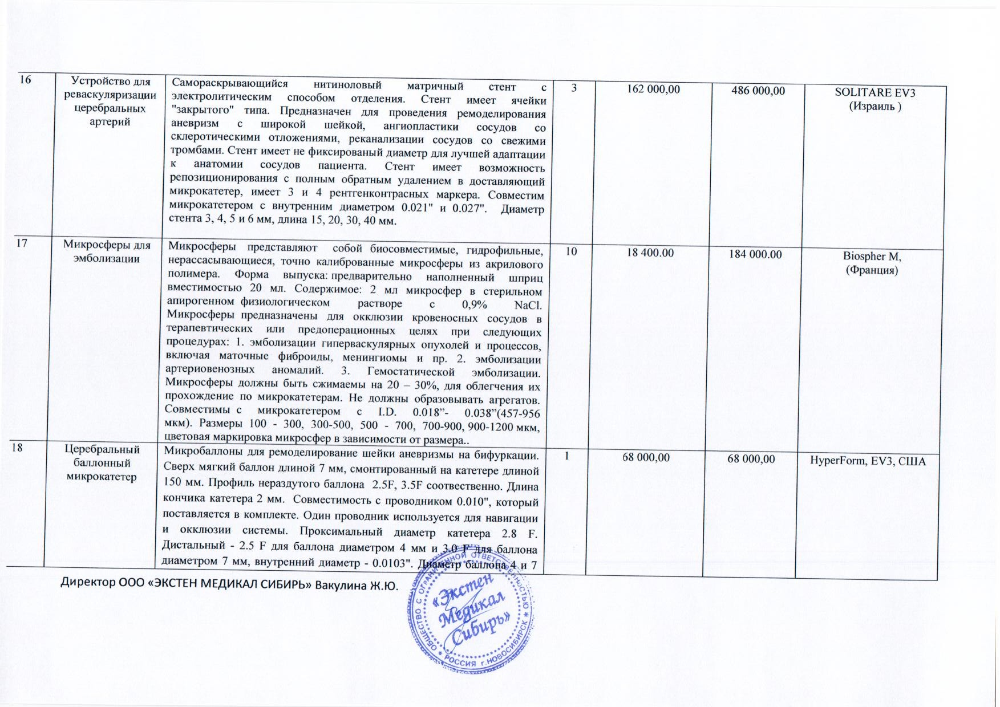 16
Устройство для
реваскуляризации
церебральных
артерий
Самораскрывающийся нитиноловый матричный стент с
электролитическим способом отделения. Стент имеет ячейки
"закрытого" типа. Предназначен для проведения ремоделирования
аневризм с широкой шейкой, ангиопластики сосудов со
склеротическими отложениями, реканализации сосудов со свежими
тромбами. Стент имеет не фиксированый диаметр для лучшей адаптации
к анатомии сосудов пациента. Стент имеет возможность
репозиционирования с полным обратным удалением в доставляющий
микрокатетер, имеет 3 и 4 рентгенконтрасных маркера. Совместим
микрокатетером с внутренним диаметром 0.021" и 0.027". Диаметр
стента 3, 4, 5 и 6 мм, длина 15, 20, 30, 40 мм.
3
162 000,00
486 000,00
SOLITARE EV3
(Израиль )
17
Микросферы для
эмболизации
Микросферы представляют собой биосовместимые, гидрофильные,
нерассасывающиеся, точно калиброванные микросферы из акрилового
полимера. Форма выпуска: предварительно наполненный шприц
вместимостью 20 мл. Содержимое: 2 мл микросфер в стерильном
апирогенном физиологическом растворе с 0,9% NaCl.
Микросферы предназначены для окклюзии кровеносных сосудов в
терапевтических или предоперационных целях при следующих
процедурах: 1. эмболизации гиперваскулярных опухолей и процессов,
включая маточные фиброиды, менингиомы и пр. 2. эмболизации
артериовенозных аномалий. 3. Гемостатической эмболизации.
Микросферы должны быть сжимаемы на 20 – 30%, для облегчения их
прохождение по микрокатетерам. Не должны образовывать агрегатов.
Совместимы с микрокатетером с I.D. 0.018”- 0.038”(457-956
мкм). Размеры 100 - 300, 300-500, 500 - 700, 700-900, 900-1200 мкм,
цветовая маркировка микросфер в зависимости от размера..
10
18 400.00
184 000.00
Biospher M,
(Франция)
18
Церебральный
баллонный
микрокатетер
Микробаллоны для ремоделирование шейки аневризмы на бифуркации.
Сверх мягкий баллон длиной 7 мм, смонтированный на катетере длиной
150 мм. Профиль нераздутого баллона 2.5F, 3.5F соотвественно. Длина
кончика катетера 2 мм. Совместимость с проводником 0.010", который
поставляется в комплекте. Один проводник используется для навигации
и окклюзии системы. Проксимальный диаметр катетера 2.8 F.
Дистальный - 2.5 F для баллона диаметром 4 мм и 3.0 F для баллона
диаметром 7 мм, внутренний диаметр - 0.0103". Диаметр баллона 4 и 7
1
68 000,00
68 000,00
HyperForm, EV3, США
Директор ООО «ЭКСТЕН МЕДИКАЛ СИБИРЬ» Вакулина Ж.Ю.
ОБЩЕСТВО С ОГРАНИЧЕННОЙ ОТВЕТСТВЕННОСТЬЮ
* РОССИЯ г.НОВОСИБИРСК *
«Экстен
Медикал
Сибирь»